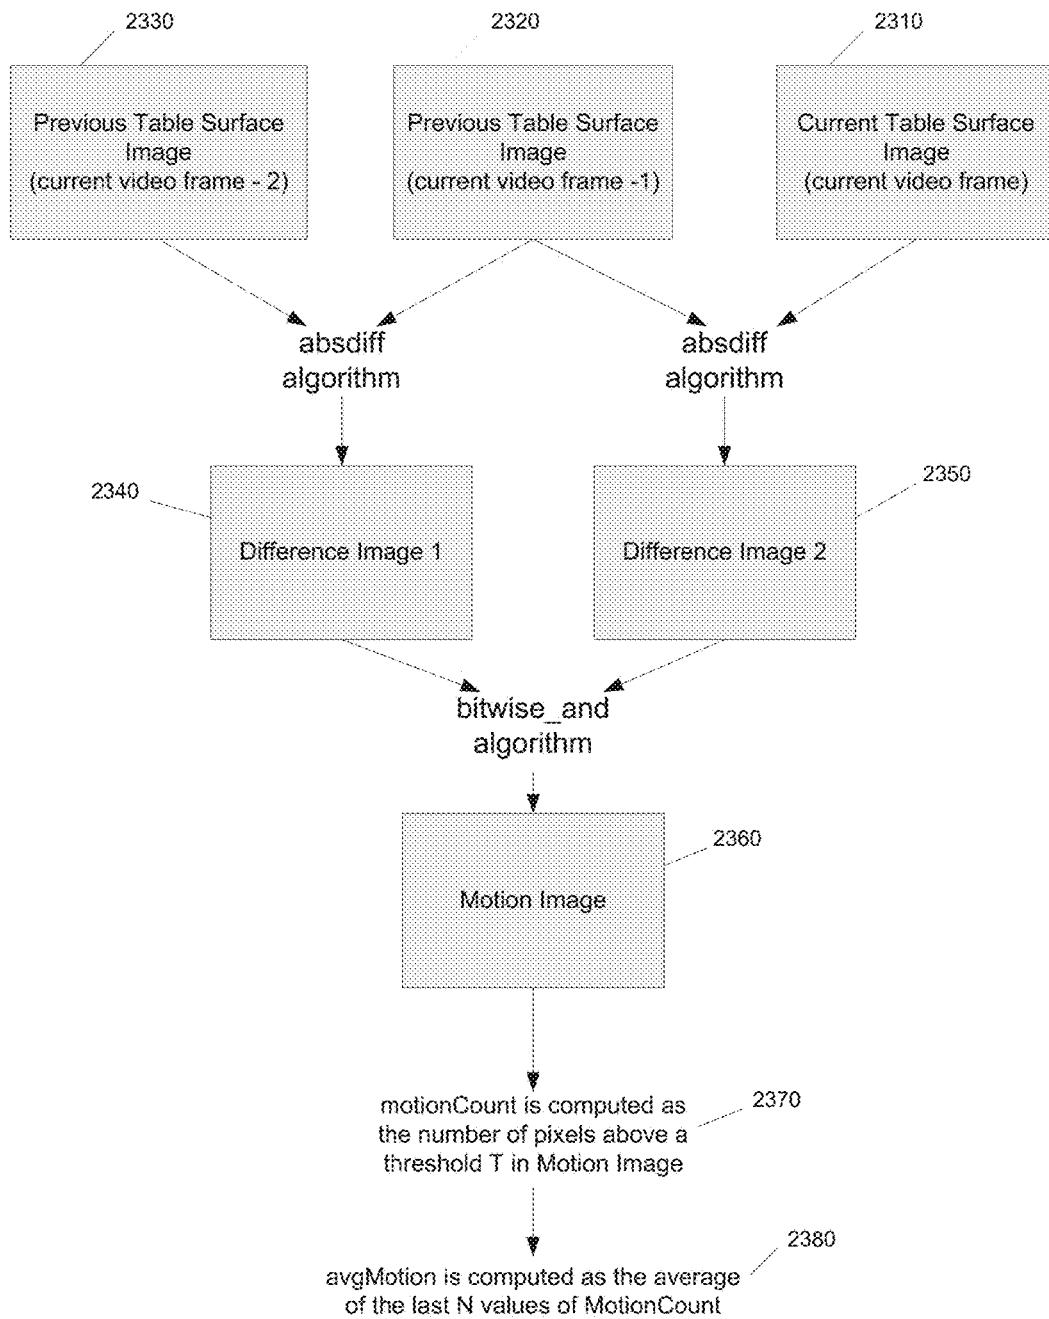 2330
2320
2310
Previous Table Surface
Image
(current video frame - 2)
Previous Table Surface
Image
(current video frame -1)
Current Table Surface
Image
(current video frame)
absdiff
algorithm
absdiff
algorithm
2340
2350
Difference Image 1
Difference Image 2
bitwise_and
algorithm
2360
Motion Image
2370
motionCount is computed as
the number of pixels above a
threshold T in Motion Image
2380
avgMotion is computed as the average
of the last N values of MotionCount